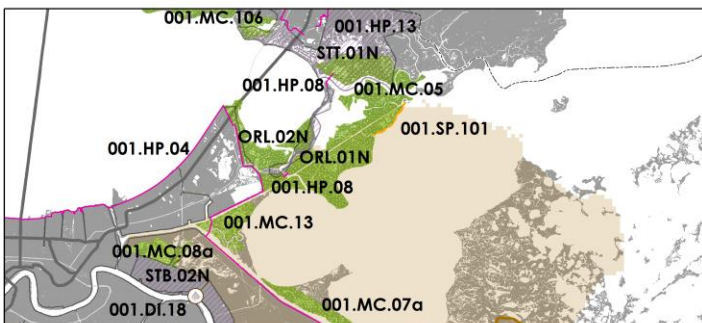 001.MC.106
001.HP.13
STT.01N
001.HP.08
001.MC.05
001.SP.101
ORL.02N
001.HP.04
ORL.01N
001.HP.08
001.MC.13
001.MC.08a
STB.02N
001.MC.07a
001.DI.18